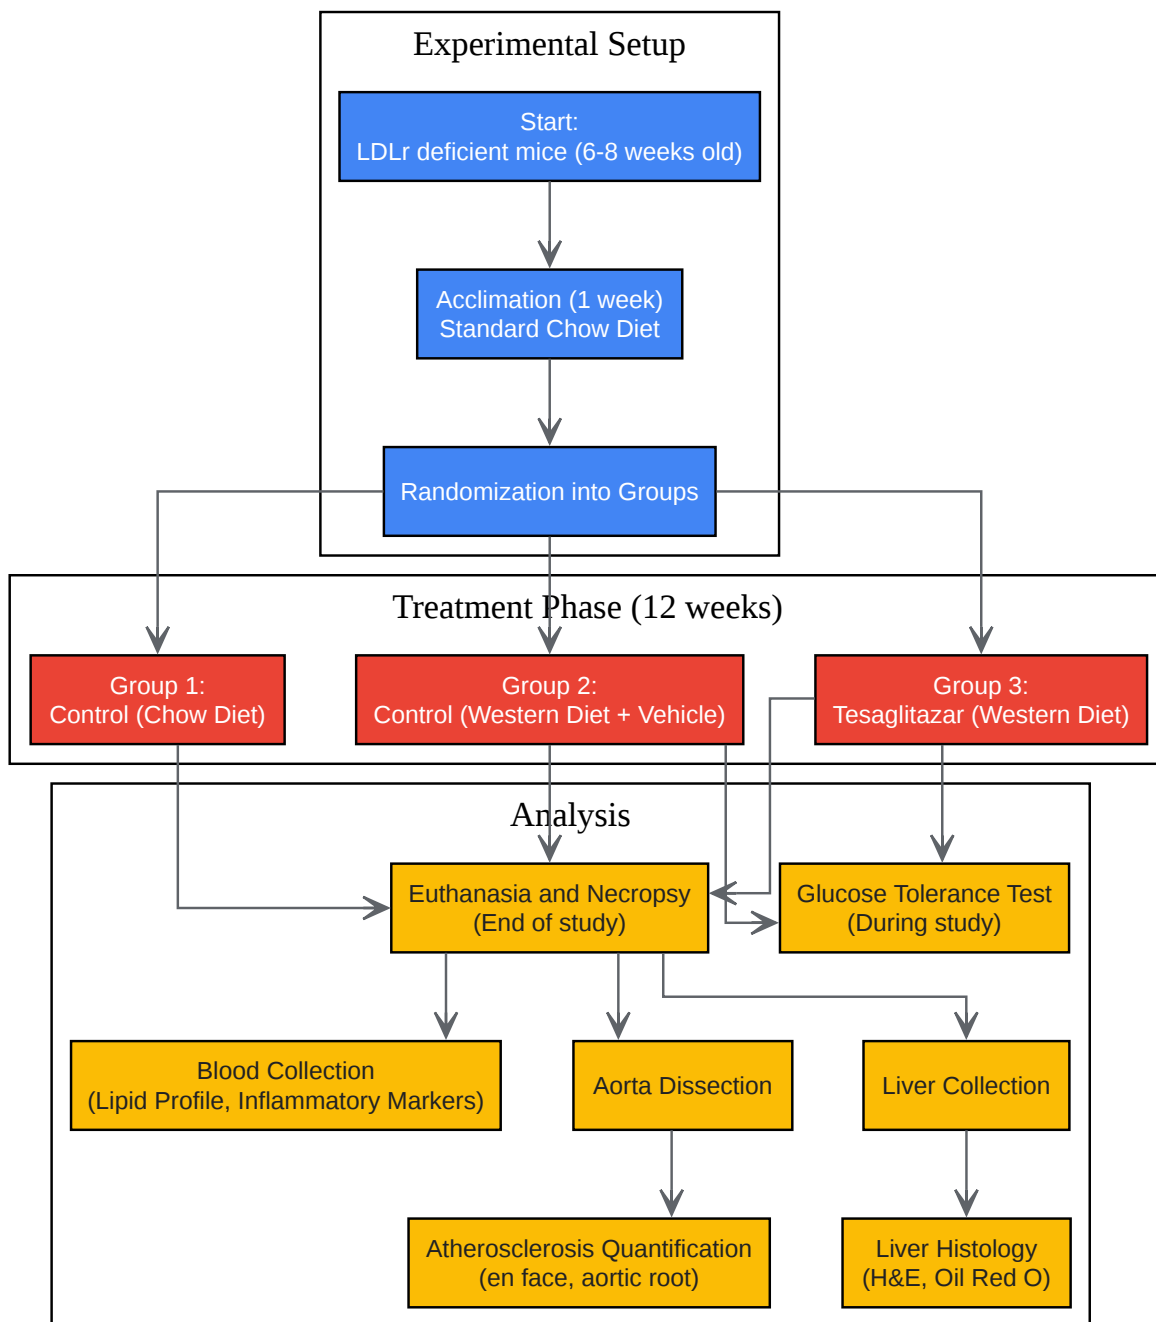 Experimental Setup
Start:
LDLr deficient mice (6-8 weeks old)
Acclimation (1 week)
Standard Chow Diet
Randomization into Groups
Treatment Phase (12 weeks)
Group 1:
Control (Chow Diet)
Group 2:
Control (Western Diet + Vehicle)
Group 3:
Tesaglitazar (Western Diet)
Analysis
Euthanasia and Necropsy
(End of study)
Glucose Tolerance Test
(During study)
Blood Collection
(Lipid Profile, Inflammatory Markers)
Aorta Dissection
Liver Collection
Atherosclerosis Quantification
(en face, aortic root)
Liver Histology
(H&E, Oil Red O)